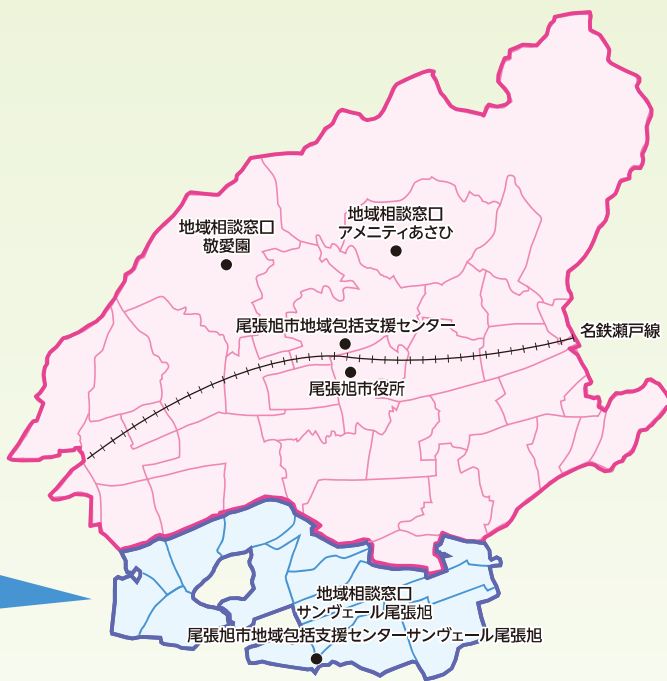 地域相談窓口
アメニティあさひ
地域相談窓口
敬愛園
尾張旭市地域包括支援センター
名鉄瀬戸線
尾張旭市役所
地域相談窓口
サンヴェール尾張旭
尾張旭市地域包括支援センターサンヴェール尾張旭